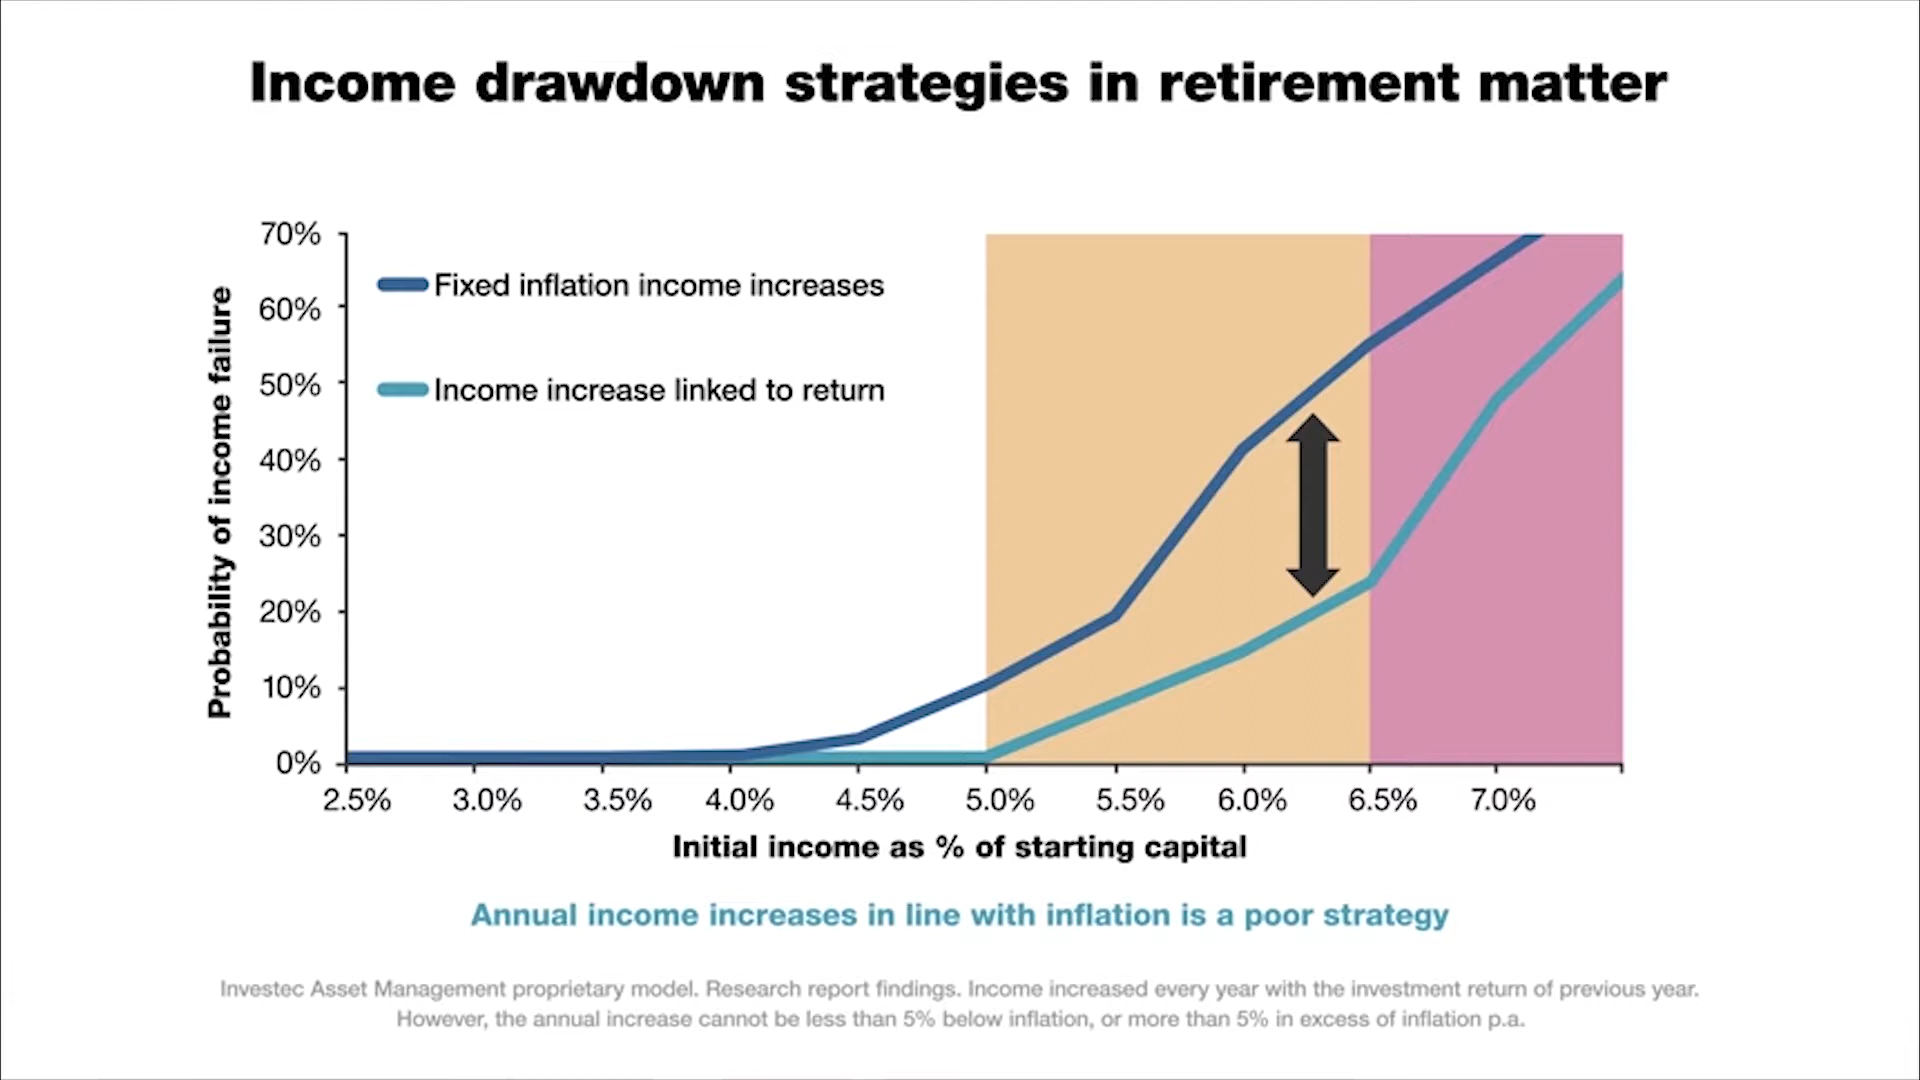 Income drawdown strategies in retirement matter
70%
60%
50%
40%
30%
20%
10%
0%
Probability of income failure
Fixed inflation income increases
Income increase linked to return
2.5% 3.0% 3.5% 4.0% 4.5% 5.0% 5.5% 6.0% 6.5% 7.0%
Initial income as % of starting capital
Annual income increases in line with inflation is a poor strategy
Investec Asset Management proprietary model. Research report findings. Income increased every year with the investment return of previous year.
However, the annual increase cannot be less than 5% below inflation, or more than 5% in excess of inflation p.a.